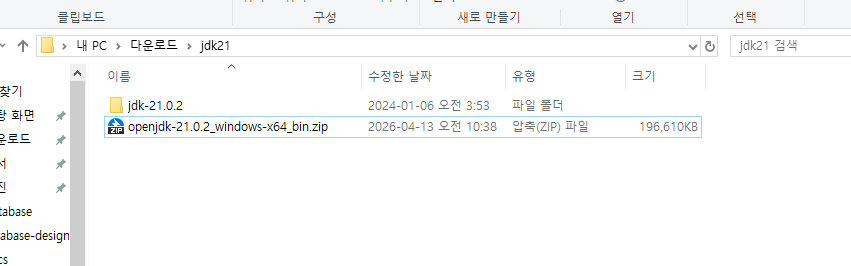 클립보드
구성
새로 만들기
열기
선택
내 PC
다운로드
jdk21
jdk21 검색
이름
수정한 날짜
유형
크기
찾기
jdk-21.0.2
2024-01-06 오전 3:53
파일 폴더
탕 화면
openjdk-21.0.2_windows-x64_bin.zip
2026-04-13 오전 10:38
압축(ZIP) 파일
196,610KB
ZIP
운로드
서
진
tabase
abase-design
cs